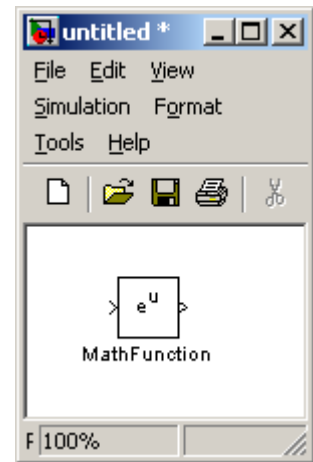 untitled *
File Edit View
Simulation Format
Tools Help
e^u
MathFunction
F 100%